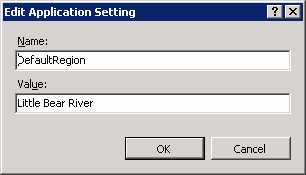 Edit Application Setting
Name:
DefaultRegion
Value:
Little Bear River
OK
Cancel